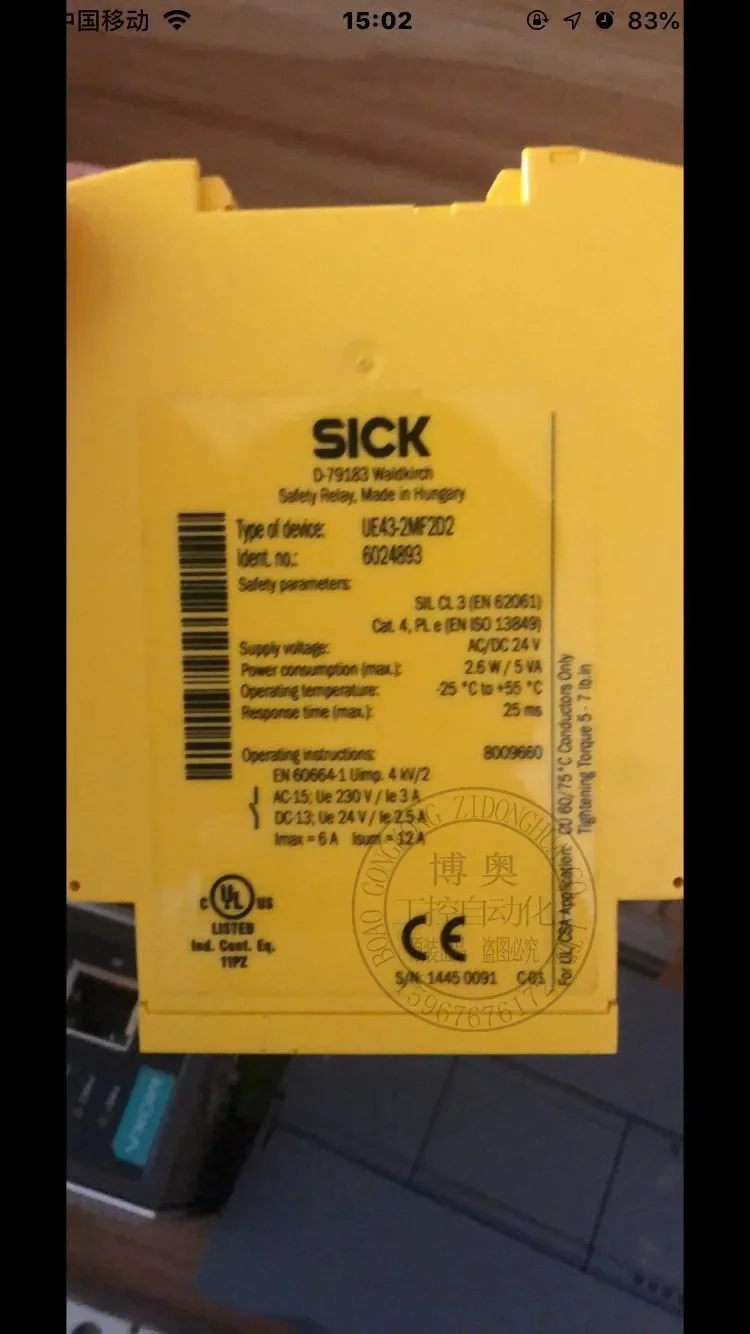 中国移动
15:02
83%
SICK
D-79183 Waldkirch
Safety Relay, Made in Hungary
Type of device: UE43-2MF2D2
Ident. no.: 6024893
Safety parameters:
SIL CL 3 (EN 62061)
Cat. 4, PL e (EN ISO 13849)
Supply voltage: AC/DC 24 V
Power consumption (max.): 2.6 W / 5 VA
Operating temperature: -25 °C to +55 °C
Response time (max.): 25 ms
Operating instructions: 8009660
EN 60664-1 Uimp. 4 kV/2
AC-15; Ue 230 V / Ie 3 A
DC-13; Ue 24 V / Ie 2.5 A
Imax = 6 A Isum = 12 A
C UL US
LISTED
Ind. Cont. Eq.
11PZ
CE
S/N: 1445 0091 C-01
For UL/CSA Application: CU 60/75 °C Conductors Only
Tightening Torque 5 - 7 lb.in
BOAO GONGKONG ZIDONGHUA
博奥
工控自动化
盗图必究
15967676177